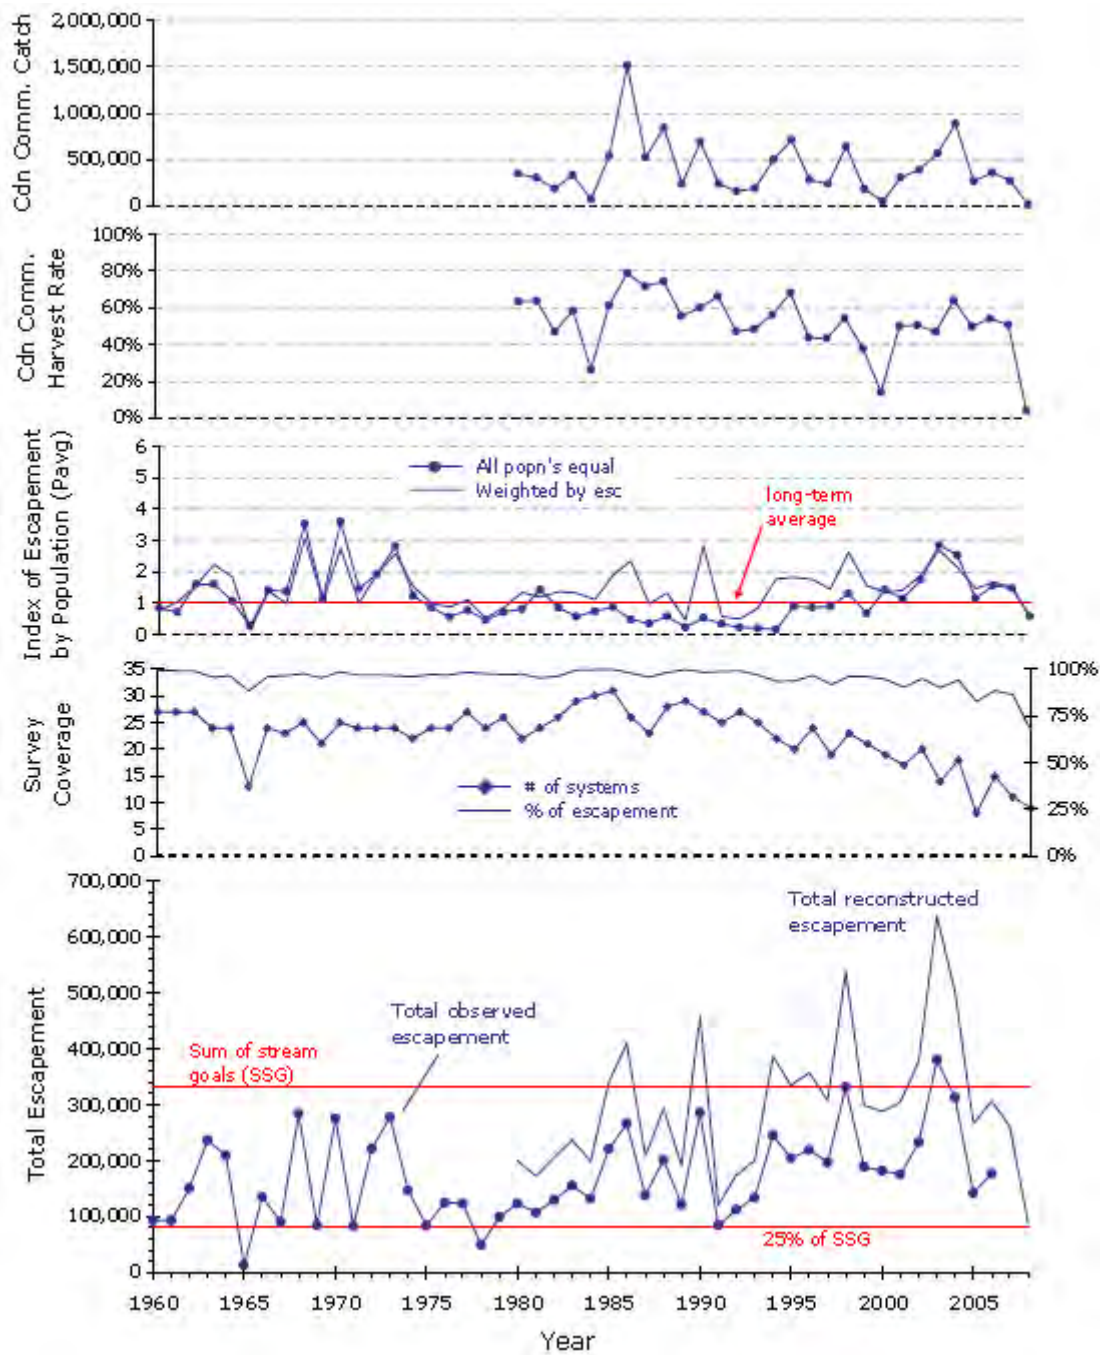 Cdn Comm. Catch
2,000,000
1,500,000
1,000,000
500,000
0
Cdn Comm.
Harvest Rate
100%
80%
60%
40%
20%
0%
Index of Escapement
by Population (Pavg)
6
5
4
3
2
1
0
All popn's equal
Weighted by esc
long-term
average
Survey
Coverage
35
30
25
20
15
10
5
0
100%
75%
50%
25%
0%
# of systems
% of escapement
Total Escapement
700,000
600,000
500,000
400,000
300,000
200,000
100,000
0
Total reconstructed
escapement
Total observed
escapement
Sum of stream
goals (SSG)
25% of SSG
1960 1965 1970 1975 1980 1985 1990 1995 2000 2005
Year